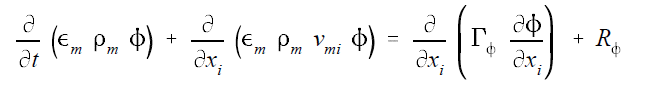 ∂/∂t (ϵ_m ρ_m ϕ) + ∂/∂x_i (ϵ_m ρ_m v_mi ϕ) = ∂/∂x_i (Γ_ϕ ∂ϕ/∂x_i) + R_ϕ